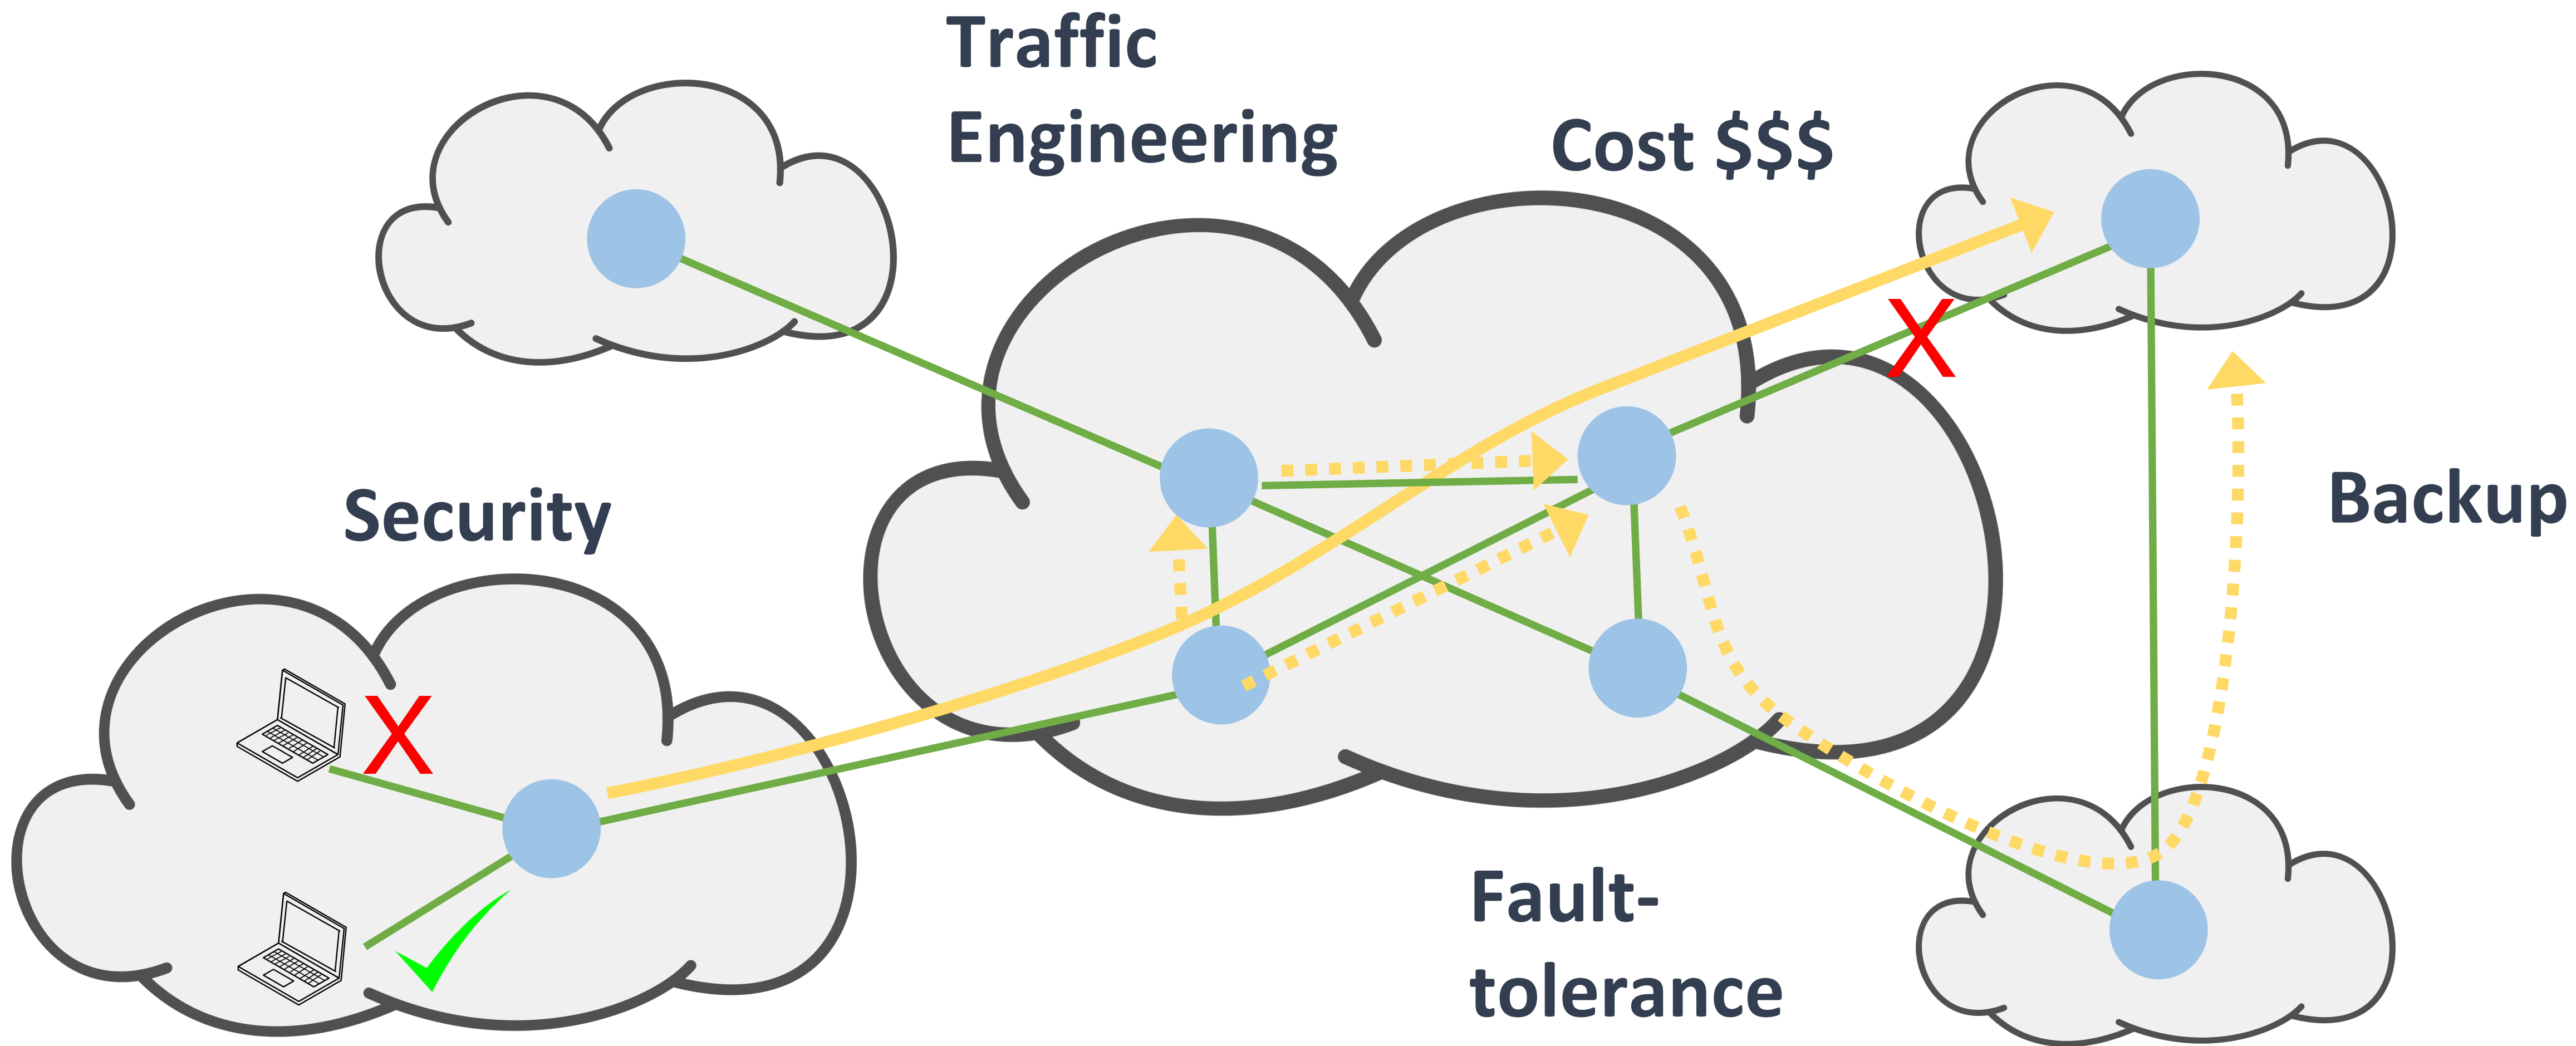 Traffic
Engineering
Cost $$$
X
Security
Backup
X
Fault-
tolerance